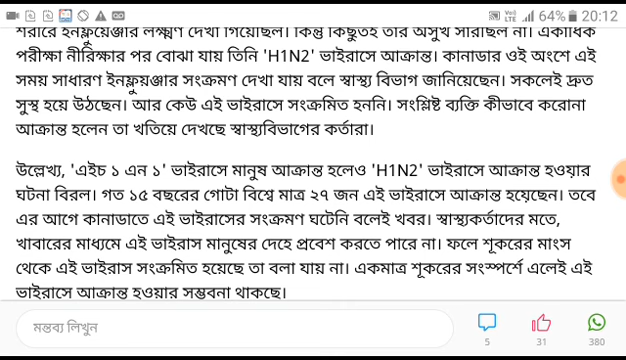 64% 20:12
শরীরে ইনফ্লুয়েঞ্জার লক্ষ্মণ দেখা গিয়েছিল। কিন্তু কিছুতেই তার অসুখ সারছিল না। একাধিক
পরীক্ষা নীরিক্ষার পর বোঝা যায় তিনি 'H1N2' ভাইরাসে আক্রান্ত। কানাডার ওই অংশে এই
সময় সাধারণ ইনফ্লুয়ঞ্জার সংক্রমণ দেখা যায় বলে স্বাস্থ্য বিভাগ জানিয়েছেন। সকলেই দ্রুত
সুস্থ হয়ে উঠছেন। আর কেউ এই ভাইরাসে সংক্রমিত হননি। সংশ্লিষ্ট ব্যক্তি কীভাবে করোনা
আক্রান্ত হলেন তা খতিয়ে দেখছে স্বাস্থ্যবিভাগের কর্তারা।
উল্লেখ্য, 'এইচ ১ এন ১' ভাইরাসে মানুষ আক্রান্ত হলেও 'H1N2' ভাইরাসে আক্রান্ত হওয়ার
ঘটনা বিরল। গত ১৫ বছরের গোটা বিশ্বে মাত্র ২৭ জন এই ভাইরাসে আক্রান্ত হয়েছেন। তবে
এর আগে কানাডাতে এই ভাইরাসের সংক্রমণ ঘটেনি বলেই খবর। স্বাস্থ্যকর্তাদের মতে,
খাবারের মাধ্যমে এই ভাইরাস মানুষের দেহে প্রবেশ করতে পারে না। ফলে শূকরের মাংস
থেকে এই ভাইরাস সংক্রমিত হয়েছে তা বলা যায় না। একমাত্র শূকরের সংস্পর্শে এলেই এই
ভাইরাসে আক্রান্ত হওয়ার সম্ভবনা থাকছে।
মন্তব্য লিখুন
5 31 380